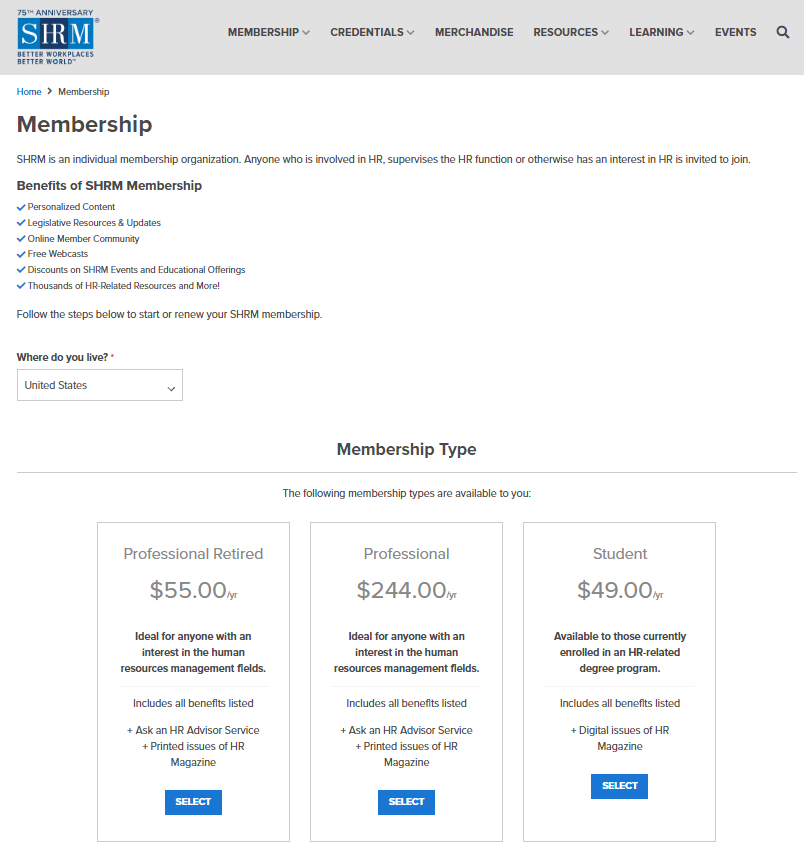 75TH ANNIVERSARY
SHRM®
BETTER WORKPLACES
BETTER WORLD™
MEMBERSHIP CREDENTIALS MERCHANDISE RESOURCES LEARNING EVENTS
Home > Membership
Membership
SHRM is an individual membership organization. Anyone who is involved in HR, supervises the HR function or otherwise has an interest in HR is invited to join.
Benefits of SHRM Membership
Personalized Content
Legislative Resources & Updates
Online Member Community
Free Webcasts
Discounts on SHRM Events and Educational Offerings
Thousands of HR-Related Resources and More!
Follow the steps below to start or renew your SHRM membership.
Where do you live? *
United States
Membership Type
The following membership types are available to you:
Professional Retired
$55.00/yr
Ideal for anyone with an
interest in the human
resources management fields.
Includes all benefits listed
+ Ask an HR Advisor Service
+ Printed issues of HR
Magazine
SELECT
Professional
$244.00/yr
Ideal for anyone with an
interest in the human
resources management fields.
Includes all benefits listed
+ Ask an HR Advisor Service
+ Printed issues of HR
Magazine
SELECT
Student
$49.00/yr
Available to those currently
enrolled in an HR-related
degree program.
Includes all benefits listed
+ Digital issues of HR
Magazine
SELECT